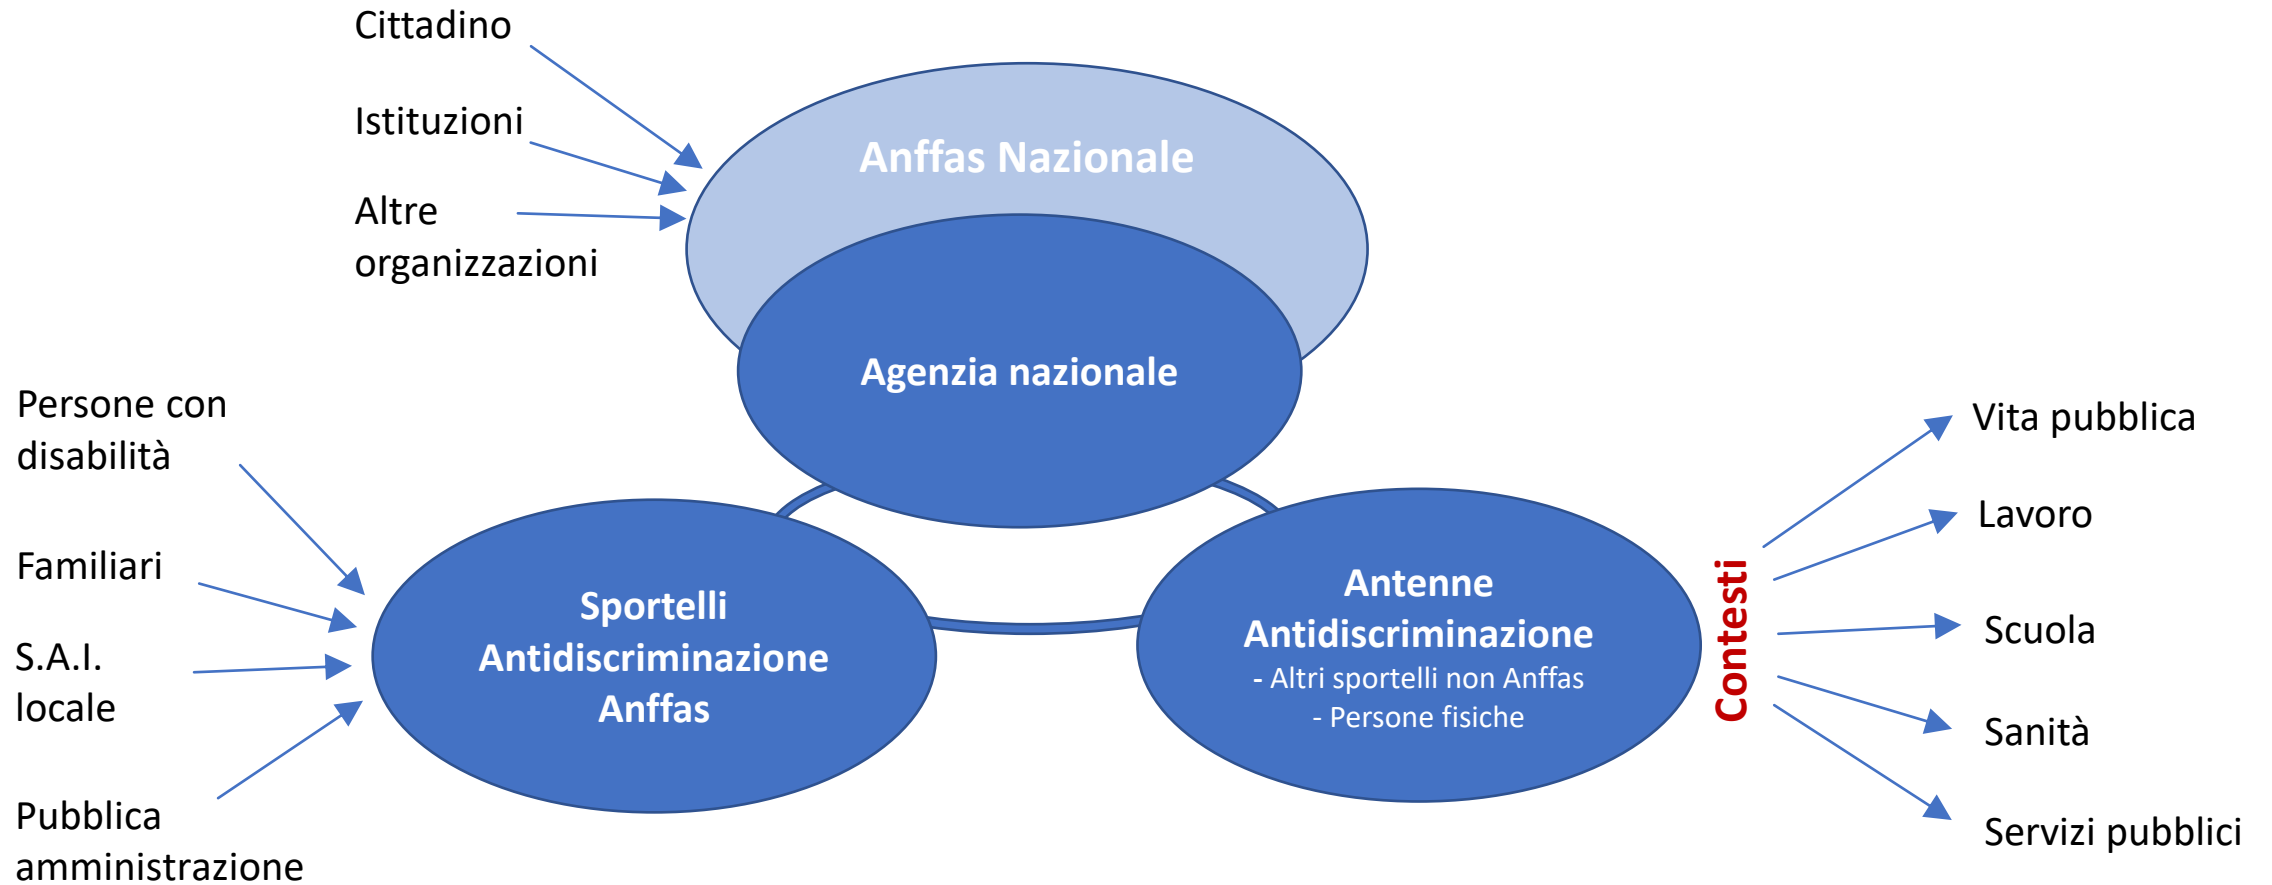 Cittadino
Istituzioni
Altre
organizzazioni
Anffas Nazionale
Agenzia nazionale
Persone con
disabilità
Familiari
S.A.I.
locale
Pubblica
amministrazione
Sportelli
Antidiscriminazione
Anffas
Antenne
Antidiscriminazione
- Altri sportelli non Anffas
- Persone fisiche
Contesti
Vita pubblica
Lavoro
Scuola
Sanità
Servizi pubblici